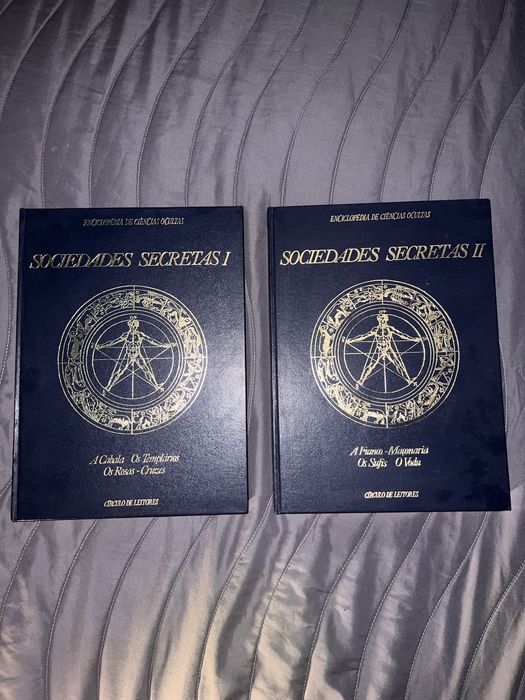 ENCICLOPÉDIA DE CIÊNCIAS OCULTAS
SOCIEDADES SECRETAS I
A Cabala Os Templários
Os Rosas-Cruzes
CÍRCULO DE LEITORES
ENCICLOPÉDIA DE CIÊNCIAS OCULTAS
SOCIEDADES SECRETAS II
A Franco-Maçonaria
Os Sufis O Vodu
CÍRCULO DE LEITORES